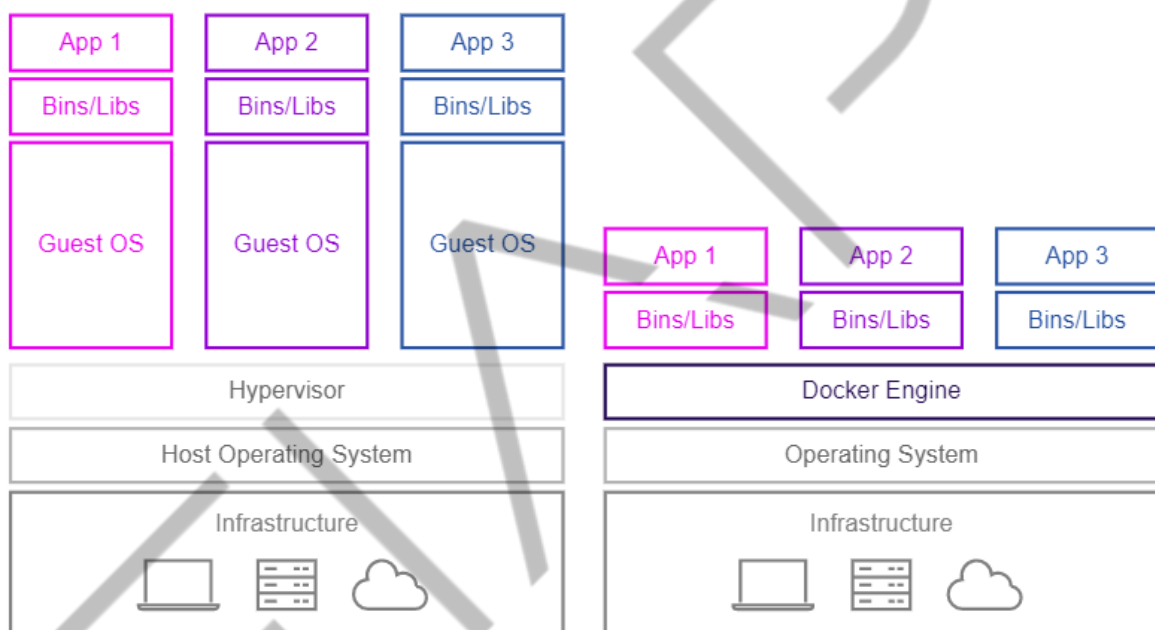 App 1
App 2
App 3
Bins/Libs
Bins/Libs
Bins/Libs
Guest OS
Guest OS
Guest OS
Hypervisor
Host Operating System
Infrastructure
App 1
App 2
App 3
Bins/Libs
Bins/Libs
Bins/Libs
Docker Engine
Operating System
Infrastructure